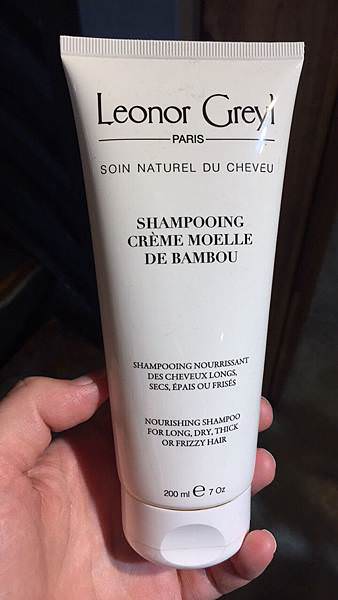 Leonor Greyl
PARIS
SOIN NATUREL DU CHEVEU
SHAMPOOING
CRÈME MOELLE
DE BAMBOU
SHAMPOOING NOURRISSANT
DES CHEVEUX LONGS,
SECS, ÉPAIS OU FRISÉS
NOURISHING SHAMPOO
FOR LONG, DRY, THICK
OR FRIZZY HAIR
200 ml ℮ 7 Oz